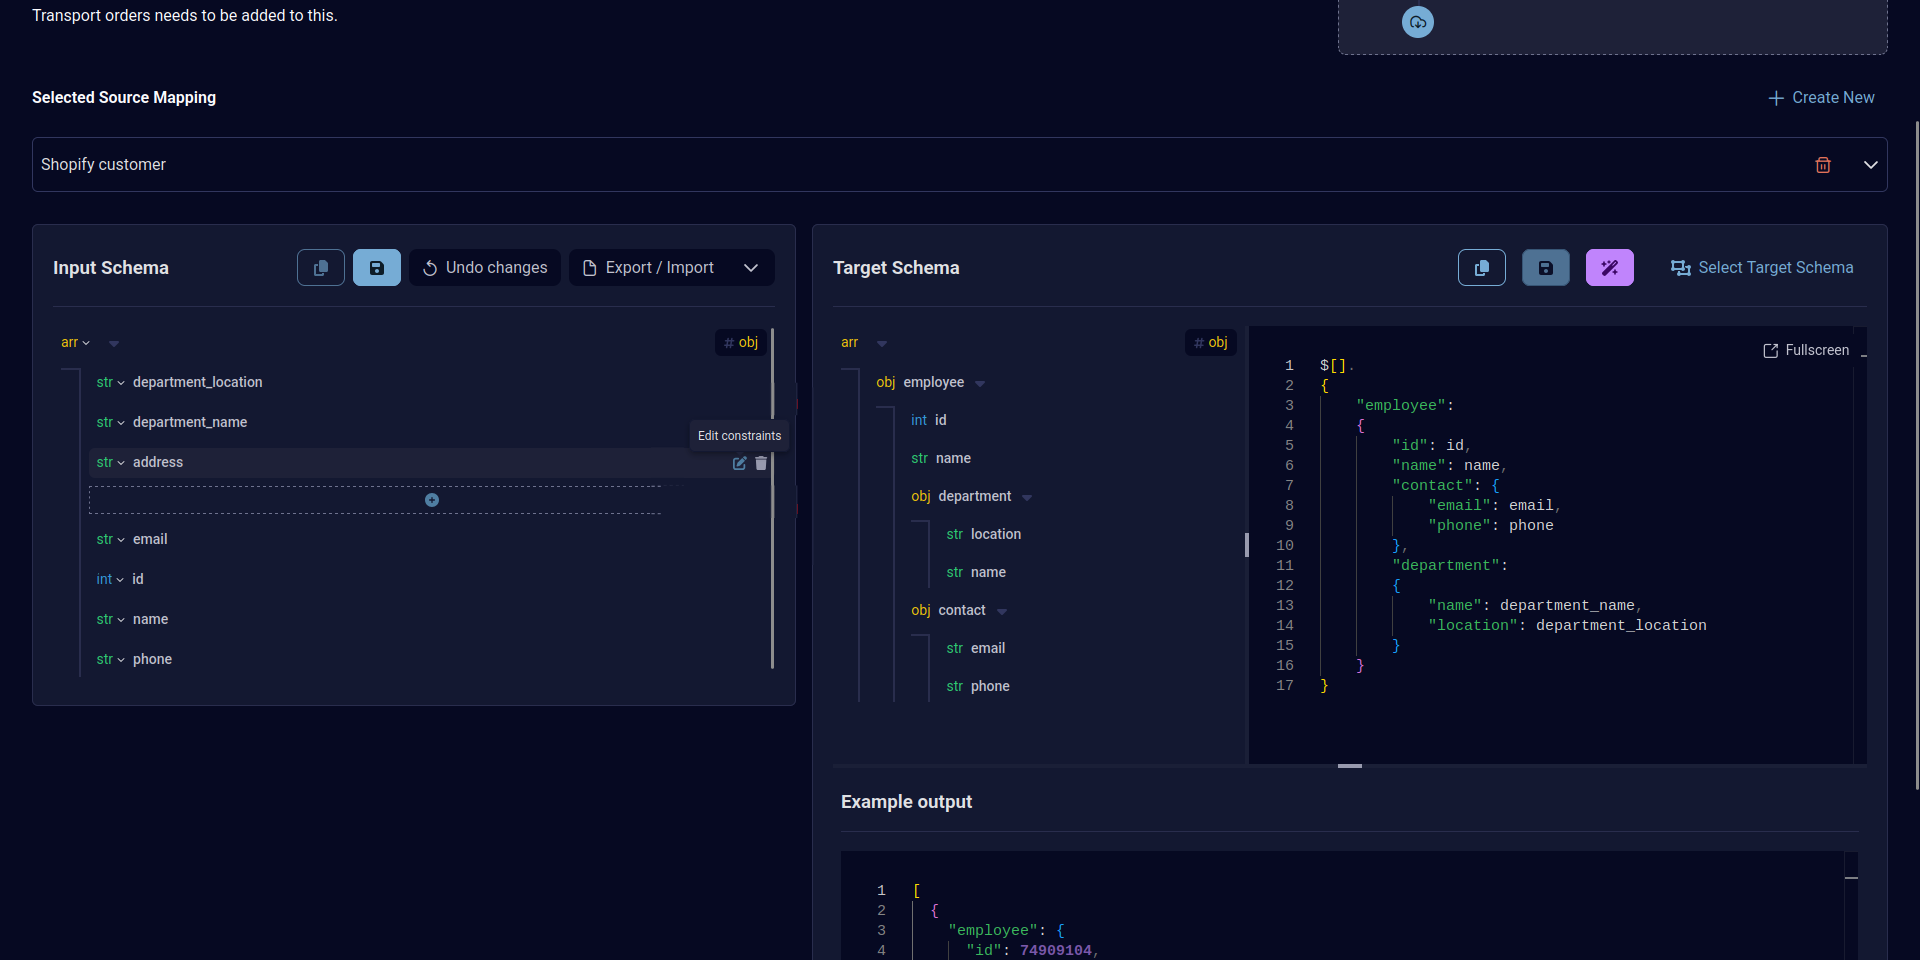 Transport orders needs to be added to this.
Selected Source Mapping
Create New
Shopify customer
Input Schema
Undo changes
Export / Import
arr
# obj
str department_location
str department_name
Edit constraints
str address
str email
int id
str name
str phone
Target Schema
Select Target Schema
arr
# obj
obj employee
int id
str name
obj department
str location
str name
obj contact
str email
str phone
Fullscreen
1 $[].
2 {
3 "employee":
4 {
5 "id": id,
6 "name": name,
7 "contact": {
8 "email": email,
9 "phone": phone
10 },
11 "department":
12 {
13 "name": department_name,
14 "location": department_location
15 }
16 }
17 }
Example output
1 [
2 {
3 "employee": {
4 "id": 74909104,